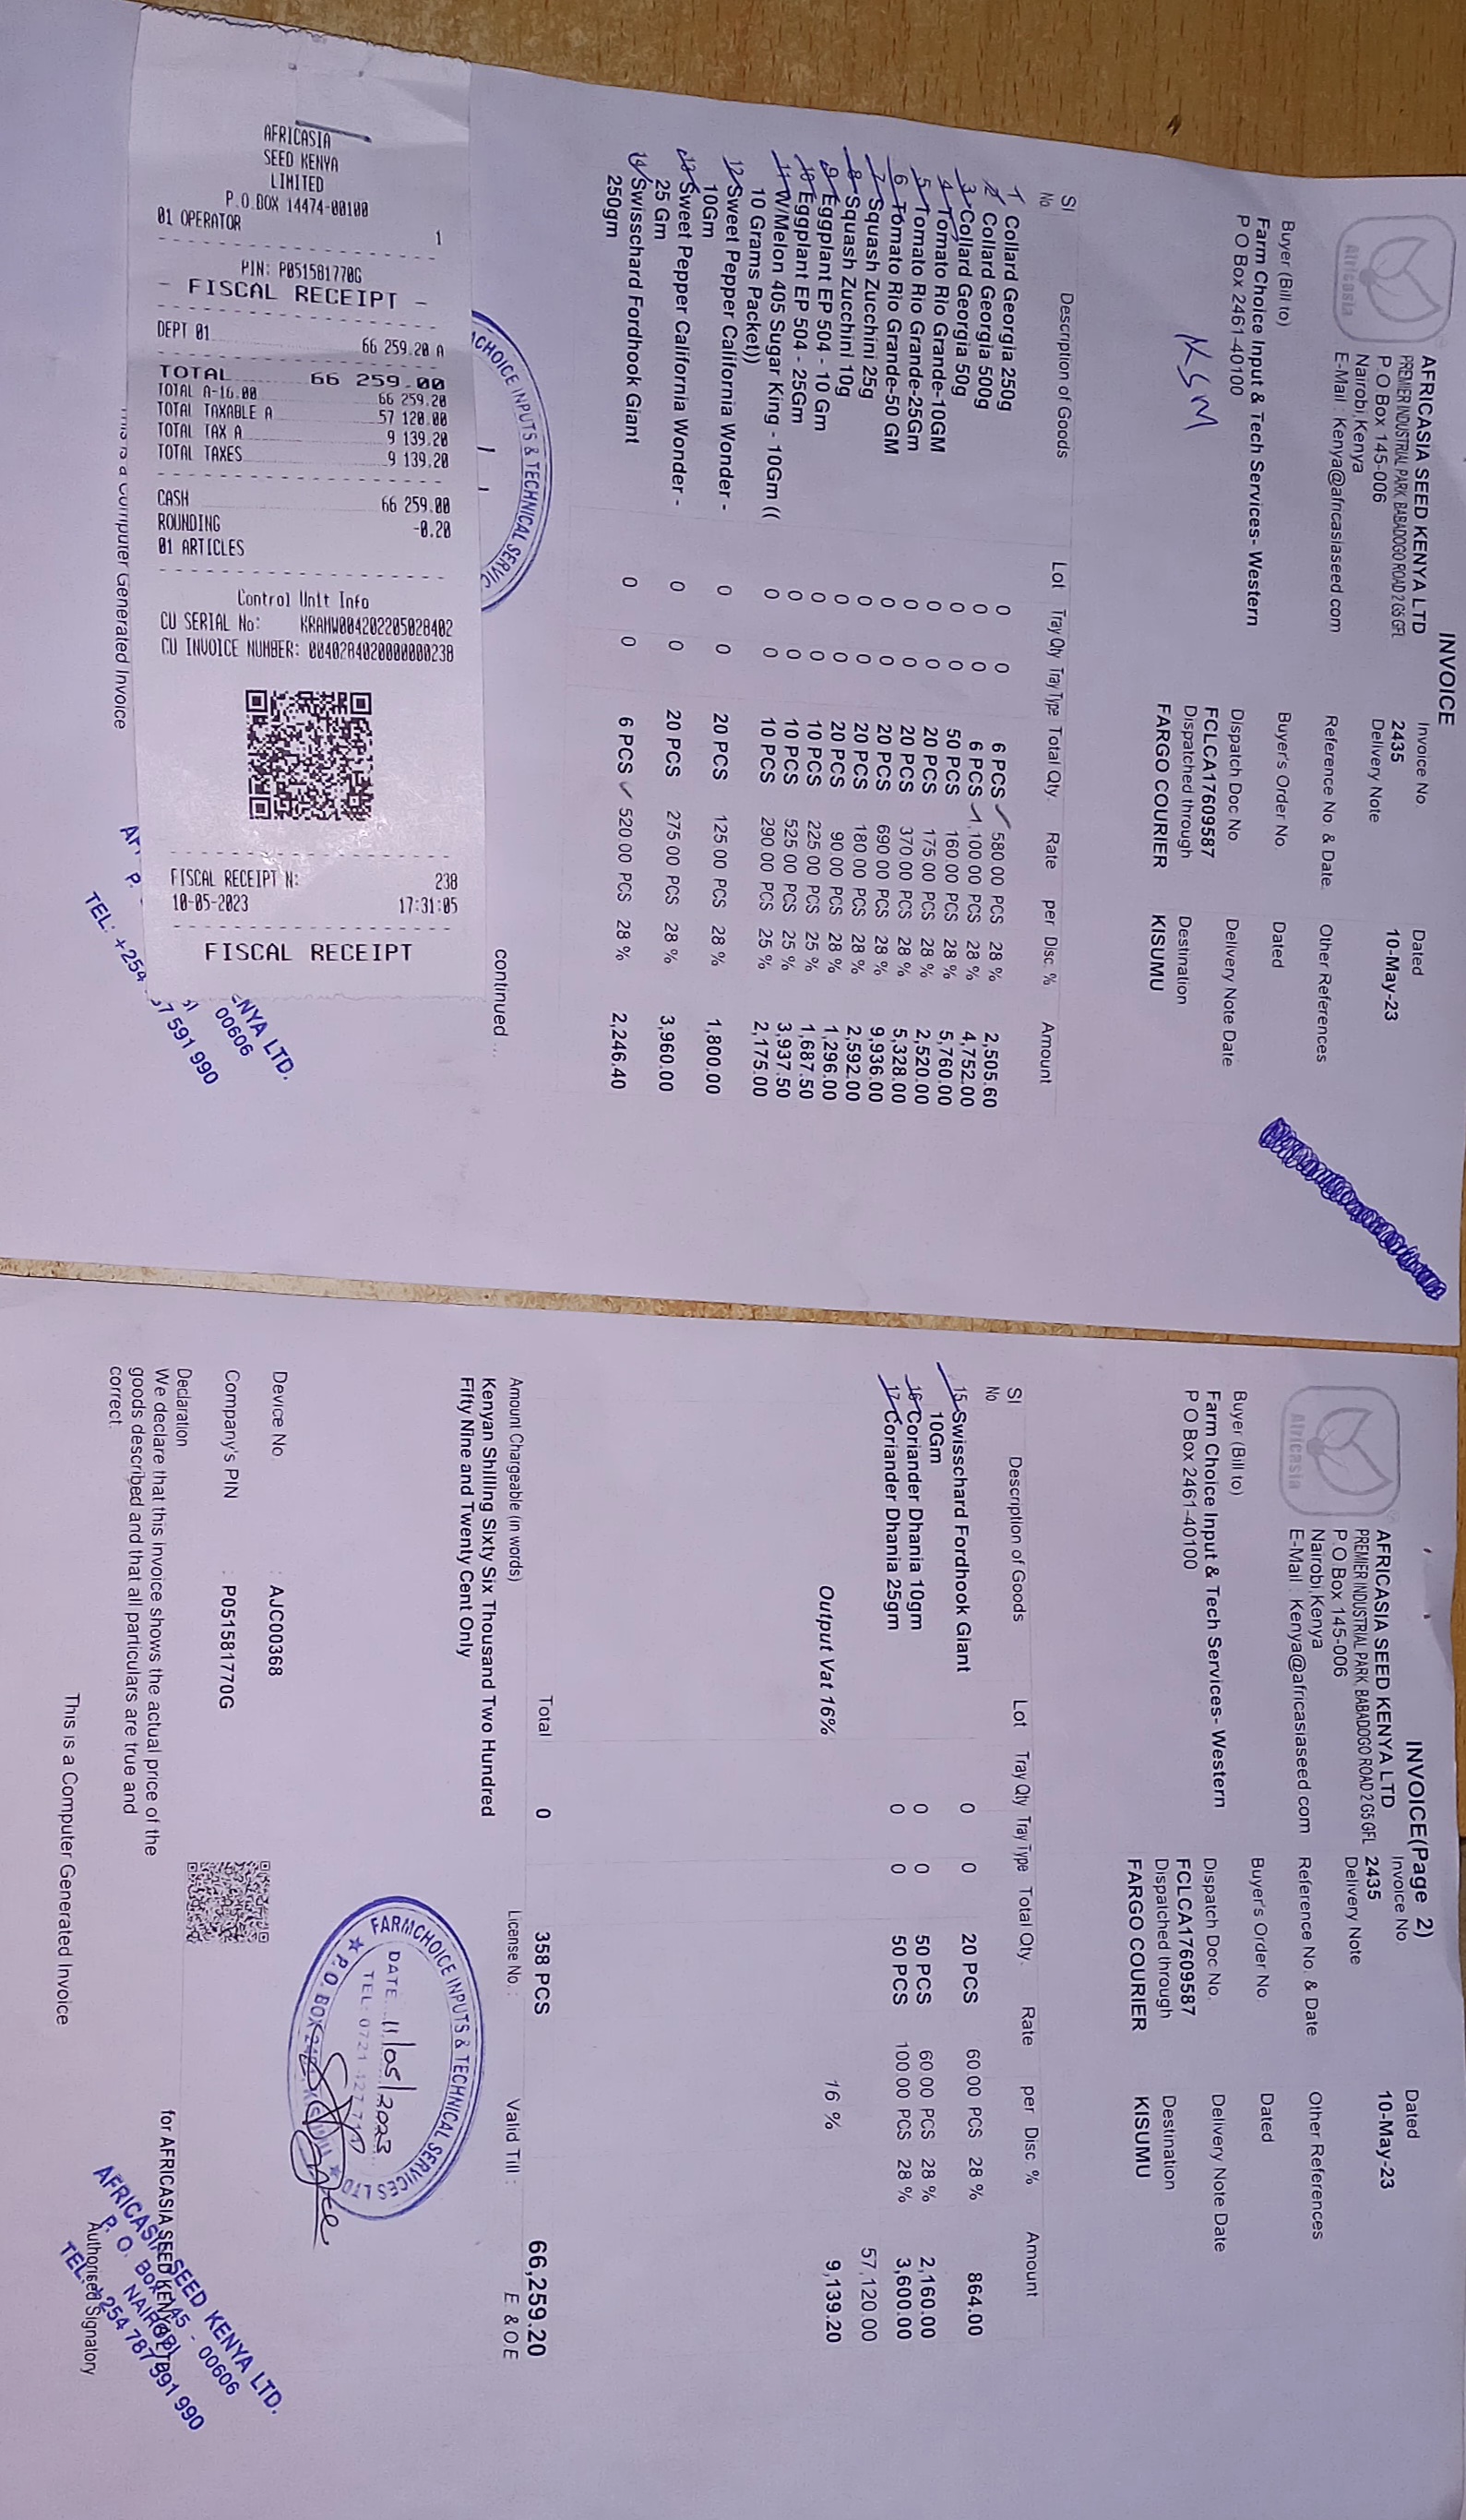 INVOICE
Africasia
AFRICASIA SEED KENYA LTD
PREMIER INDUSTRIAL PARK, BABADOGO ROAD 2 G5 GFL
P.O Box 145-006
Nairobi,Kenya
E-Mail : Kenya@africasiaseed.com
Invoice No.
2435
Dated
10-May-23
Delivery Note
Reference No. & Date.
Other References
Buyer (Bill to)
Farm Choice Input & Tech Services- Western
P O Box 2461-40100
KSM
Buyer's Order No.
Dated
Dispatch Doc No.
FCLCA17609587
Delivery Note Date
Dispatched through
FARGO COURIER
Destination
KISUMU
Sl No Description of Goods Lot Tray Qty Tray Type Total Qty. Rate per Disc. % Amount
1 Collard Georgia 250g 0 0 6 PCS 580.00 PCS 28 % 2,505.60
2 Collard Georgia 500g 0 0 6 PCS 1,100.00 PCS 28 % 4,752.00
3 Collard Georgia 50g 0 0 50 PCS 160.00 PCS 28 % 5,760.00
4 Tomato Rio Grande-10GM 0 0 20 PCS 175.00 PCS 28 % 2,520.00
5 Tomato Rio Grande-25Gm 0 0 20 PCS 370.00 PCS 28 % 5,328.00
6 Tomato Rio Grande-50 GM 0 0 20 PCS 690.00 PCS 28 % 9,936.00
7 Squash Zucchini 25g 0 0 20 PCS 180.00 PCS 28 % 2,592.00
8 Squash Zucchini 10g 0 0 20 PCS 90.00 PCS 28 % 1,296.00
9 Eggplant EP 504 - 10 Gm 0 0 10 PCS 225.00 PCS 25 % 1,687.50
10 Eggplant EP 504 - 25Gm 0 0 10 PCS 525.00 PCS 25 % 3,937.50
11 W/Melon 405 Sugar King - 10Gm (( 0 0 10 PCS 290.00 PCS 25 % 2,175.00
10 Grams Packet))
12 Sweet Pepper California Wonder - 0 0 20 PCS 125.00 PCS 28 % 1,800.00
10Gm
13 Sweet Pepper California Wonder - 0 0 20 PCS 275.00 PCS 28 % 3,960.00
25 Gm
14 Swisschard Fordhook Giant 0 0 6 PCS 520.00 PCS 28 % 2,246.40
250gm
continued ...
CHOICE INPUTS & TECHNICAL SERVIC
NYA LTD.
00606
TEL: +254
7 591 990
This is a Computer Generated Invoice
AFRICASIA
SEED KENYA
LIMITED
P.O.BOX 14474-00100
01 OPERATOR 1
PIN: P051581770G
- FISCAL RECEIPT -
DEPT 01 66 259.20 A
TOTAL 66 259.00
TOTAL A-16.00 66 259.20
TOTAL TAXABLE A 57 120.00
TOTAL TAX A 9 139.20
TOTAL TAXES 9 139.20
CASH 66 259.00
ROUNDING -0.20
01 ARTICLES
Control Unit Info
CU SERIAL No: KRAMW004202205028402
CU INVOICE NUMBER: 0040284020000000238
FISCAL RECEIPT N: 238
10-05-2023 17:31:05
FISCAL RECEIPT
INVOICE(Page 2)
Africasia
AFRICASIA SEED KENYA LTD
PREMIER INDUSTRIAL PARK, BABADOGO ROAD 2 G5 GFL
P.O Box 145-006
Nairobi,Kenya
E-Mail : Kenya@africasiaseed.com
Invoice No.
2435
Dated
10-May-23
Delivery Note
Reference No. & Date
Other References
Buyer (Bill to)
Farm Choice Input & Tech Services- Western
P O Box 2461-40100
Buyer's Order No.
Dated
Dispatch Doc No.
FCLCA17609587
Delivery Note Date
Dispatched through
FARGO COURIER
Destination
KISUMU
Sl No Description of Goods Lot Tray Qty Tray Type Total Qty. Rate per Disc. % Amount
15 Swisschard Fordhook Giant 0 0 20 PCS 60.00 PCS 28 % 864.00
10Gm
16 Coriander Dhania 10gm 0 0 50 PCS 60.00 PCS 28 % 2,160.00
17 Coriander Dhania 25gm 0 0 50 PCS 100.00 PCS 28 % 3,600.00
57,120.00
Output Vat 16% 16 % 9,139.20
Total 0 358 PCS 66,259.20
Amount Chargeable (in words)
License No. :
Valid Till :
E. & O.E
Kenyan Shilling Sixty Six Thousand Two Hundred
Fifty Nine and Twenty Cent Only
FARMCHOICE INPUTS & TECHNICAL SERVICES LTD
DATE 11/05/2023
TEL: 0721
P.O. BOX
Device No. : AJC00368
Company's PIN : P051581770G
Declaration
We declare that this invoice shows the actual price of the
goods described and that all particulars are true and
correct.
for AFRICASIA SEED KENYA LTD
AFRICASIA SEED KENYA LTD.
P. O. Box 145 - 00606
NAIROBI
TEL: +254 787 591 990
Authorised Signatory
This is a Computer Generated Invoice